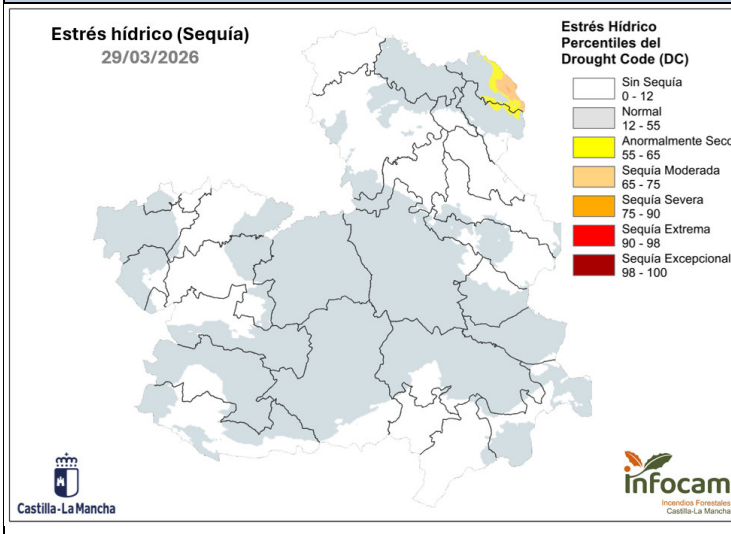 Estrés hídrico (Sequía)
29/03/2026
Estrés Hídrico
Percentiles del
Drought Code (DC)
Sin Sequía
0 - 12
Normal
12 - 55
Anormalmente Seco
55 - 65
Sequía Moderada
65 - 75
Sequía Severa
75 - 90
Sequía Extrema
90 - 98
Sequía Excepcional
98 - 100
Castilla-La Mancha
infocam
Incendios Forestales
Castilla-La Mancha